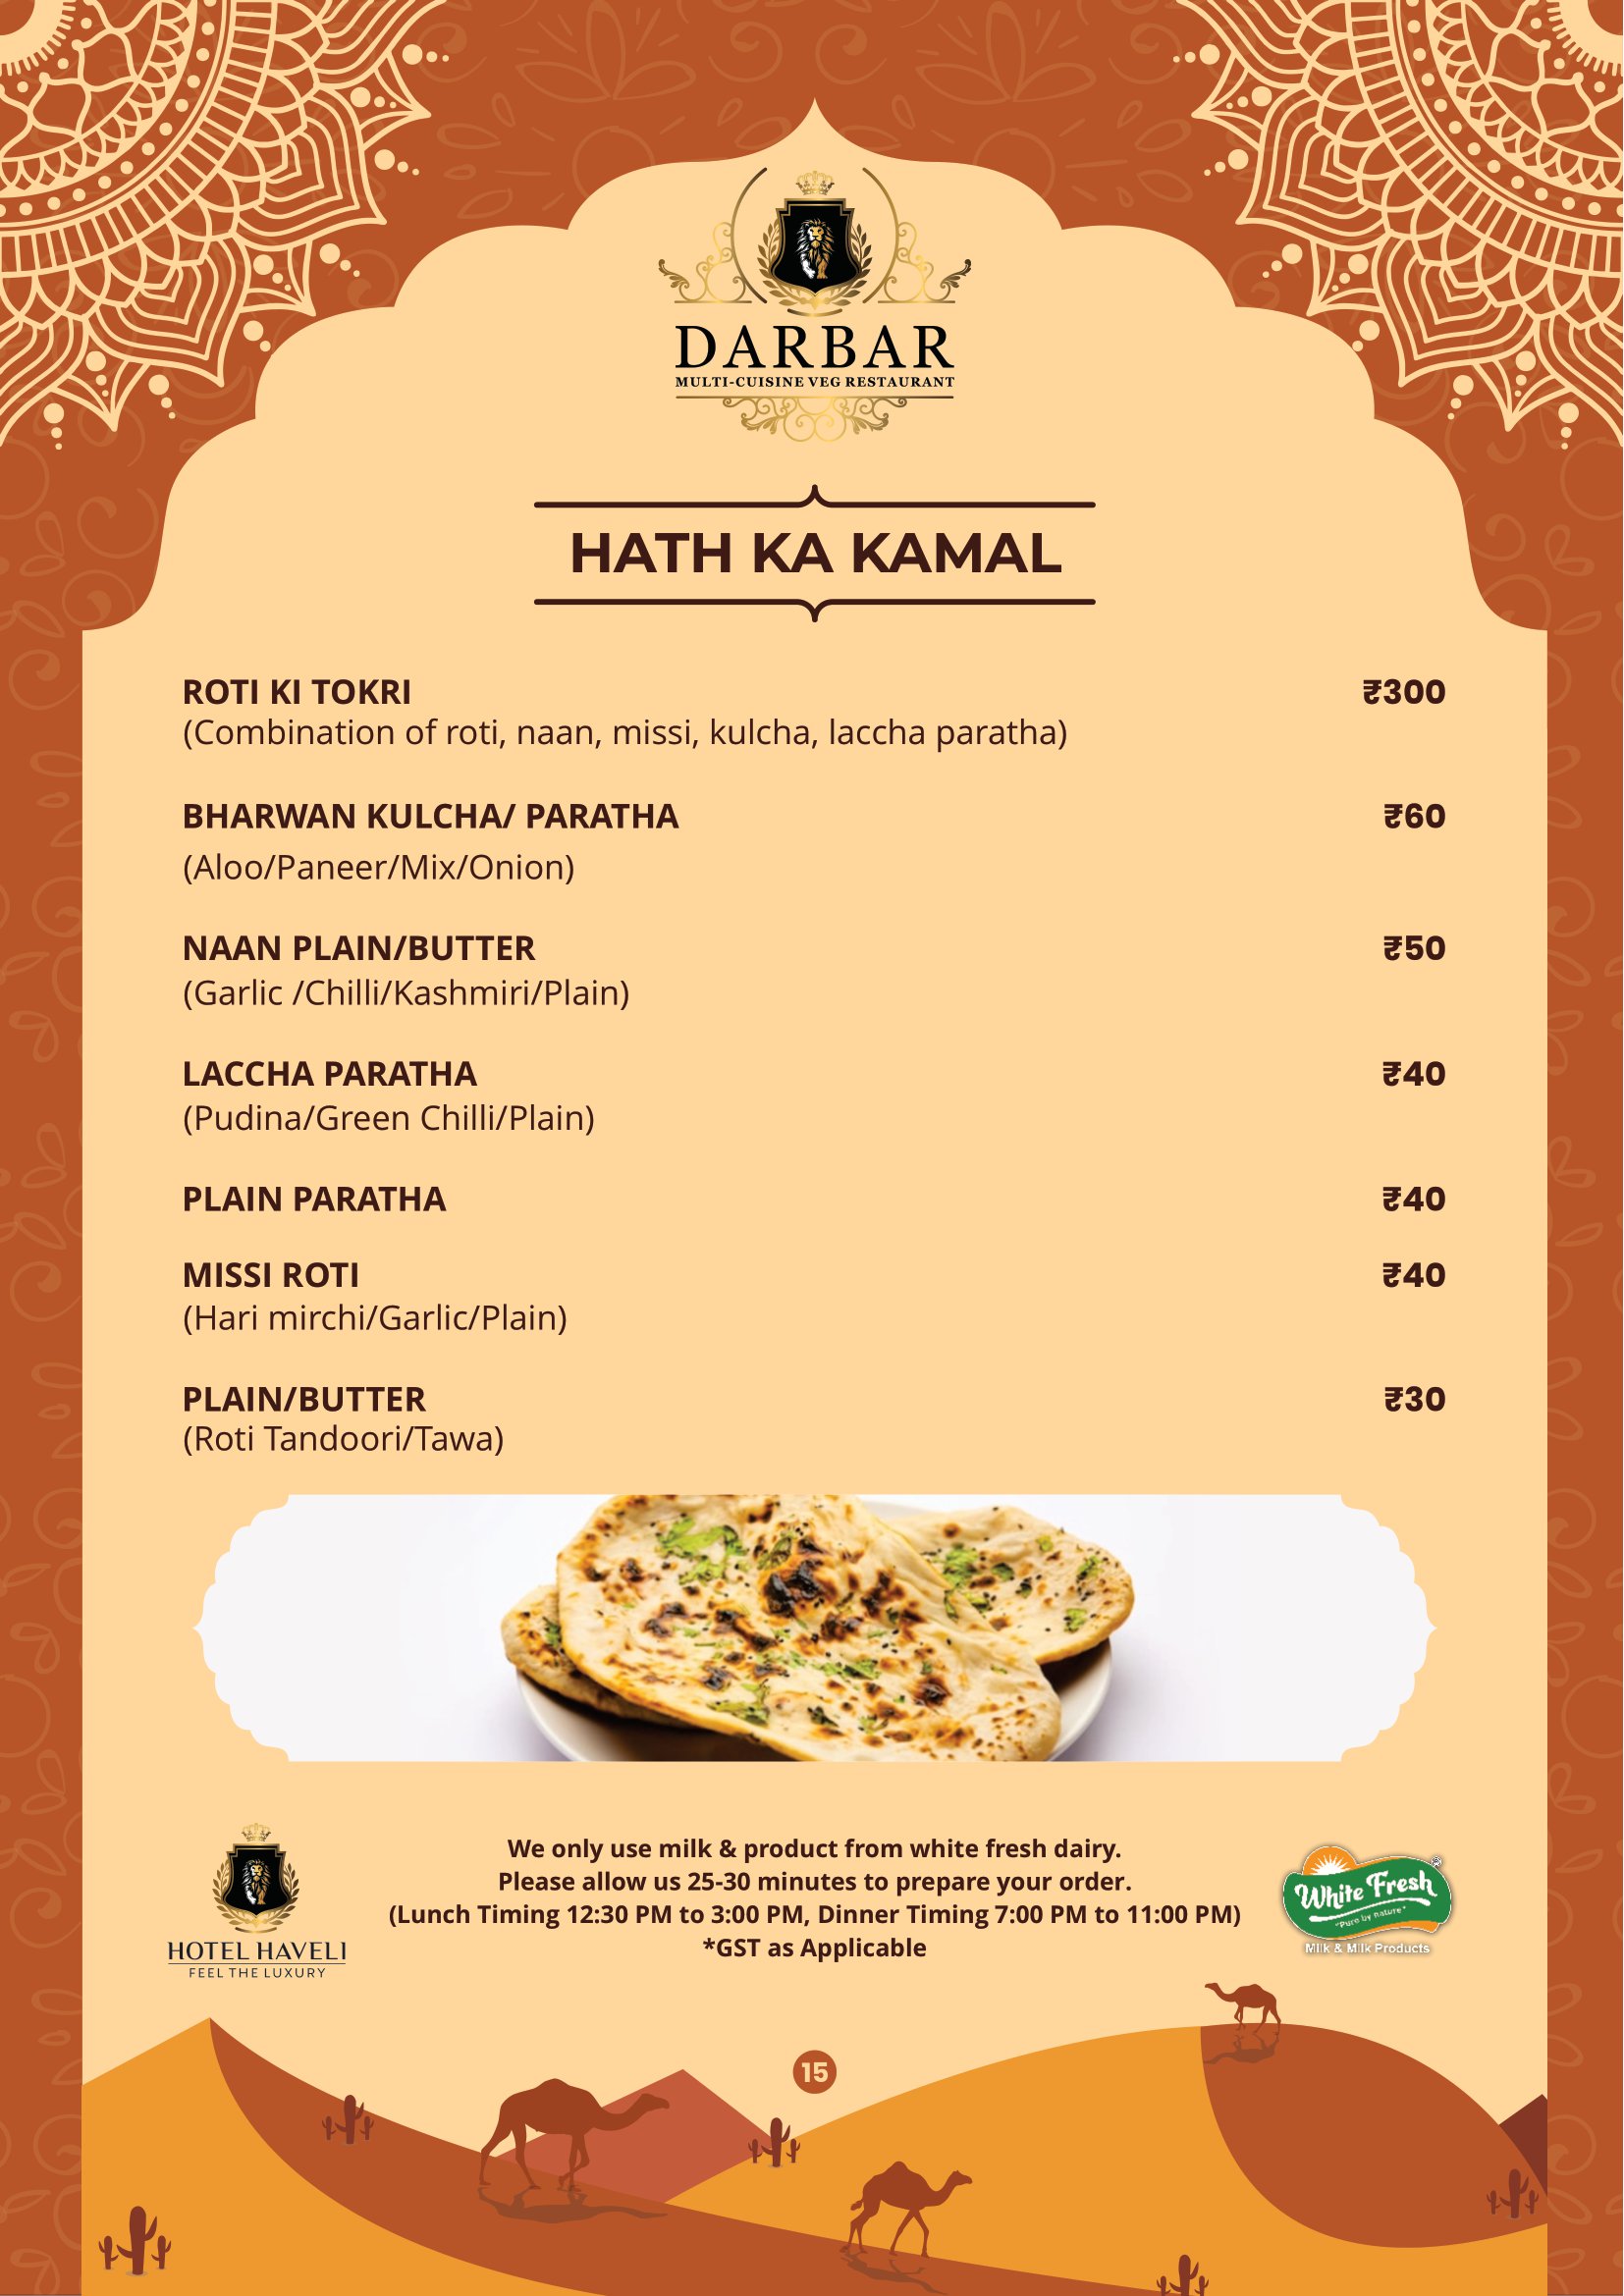 DARBAR
MULTI-CUISINE VEG RESTAURANT
HATH KA KAMAL
ROTI KI TOKRI ₹300
(Combination of roti, naan, missi, kulcha, laccha paratha)
BHARWAN KULCHA/ PARATHA ₹60
(Aloo/Paneer/Mix/Onion)
NAAN PLAIN/BUTTER ₹50
(Garlic /Chilli/Kashmiri/Plain)
LACCHA PARATHA ₹40
(Pudina/Green Chilli/Plain)
PLAIN PARATHA ₹40
MISSI ROTI ₹40
(Hari mirchi/Garlic/Plain)
PLAIN/BUTTER ₹30
(Roti Tandoori/Tawa)
We only use milk & product from white fresh dairy.
Please allow us 25-30 minutes to prepare your order.
(Lunch Timing 12:30 PM to 3:00 PM, Dinner Timing 7:00 PM to 11:00 PM)
*GST as Applicable
HOTEL HAVELI
FEEL THE LUXURY
White Fresh
®
"Pure by nature"
Milk & Milk Products
15